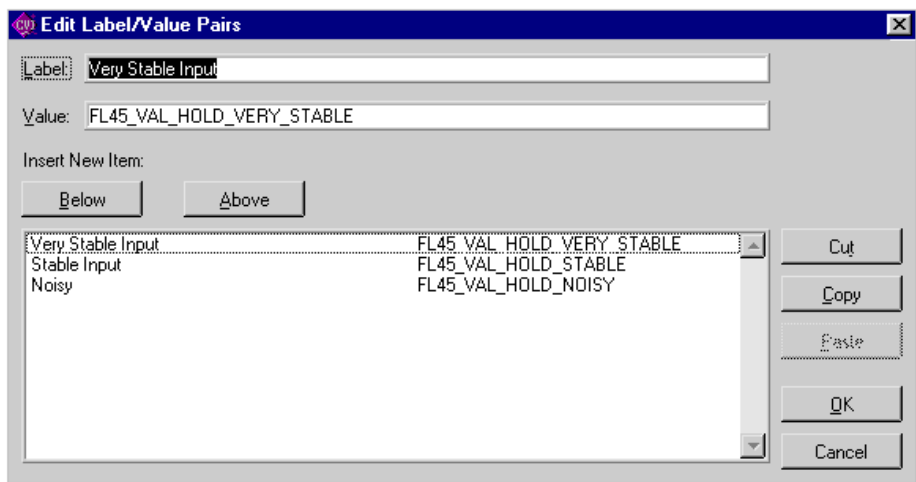 CVI Edit Label/Value Pairs
Label: Very Stable Input
Value: FL45_VAL_HOLD_VERY_STABLE
Insert New Item:
Below Above
Very Stable Input FL45_VAL_HOLD_VERY_STABLE
Stable Input FL45_VAL_HOLD_STABLE
Noisy FL45_VAL_HOLD_NOISY
Cut
Copy
Paste
OK
Cancel